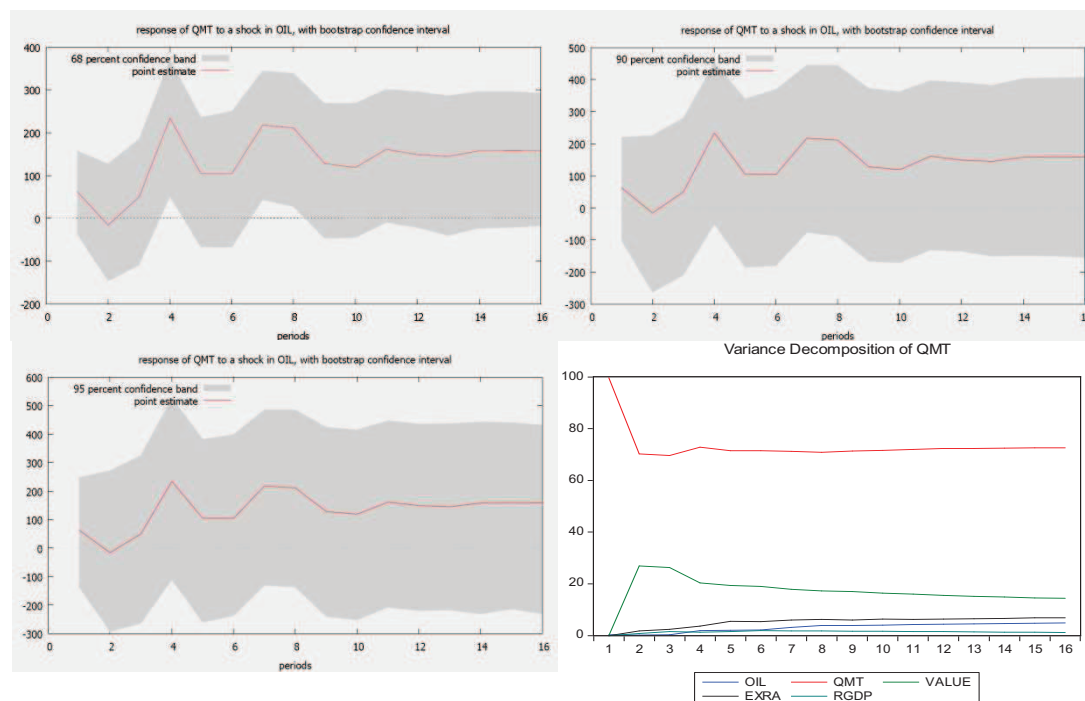 response of QMT to a shock in OIL, with bootstrap confidence interval
400
300
200
100
0
-100
-200
68 percent confidence band
point estimate
0 2 4 6 8 10 12 14 16
periods
response of QMT to a shock in OIL, with bootstrap confidence interval
500
400
300
200
100
0
-100
-200
-300
90 percent confidence band
point estimate
0 2 4 6 8 10 12 14 16
periods
response of QMT to a shock in OIL, with bootstrap confidence interval
600
500
400
300
200
100
0
-100
-200
-300
95 percent confidence band
point estimate
0 2 4 6 8 10 12 14 16
periods
Variance Decomposition of QMT
100
80
60
40
20
0
1 2 3 4 5 6 7 8 9 10 11 12 13 14 15 16
OIL QMT VALUE
EXRA RGDP